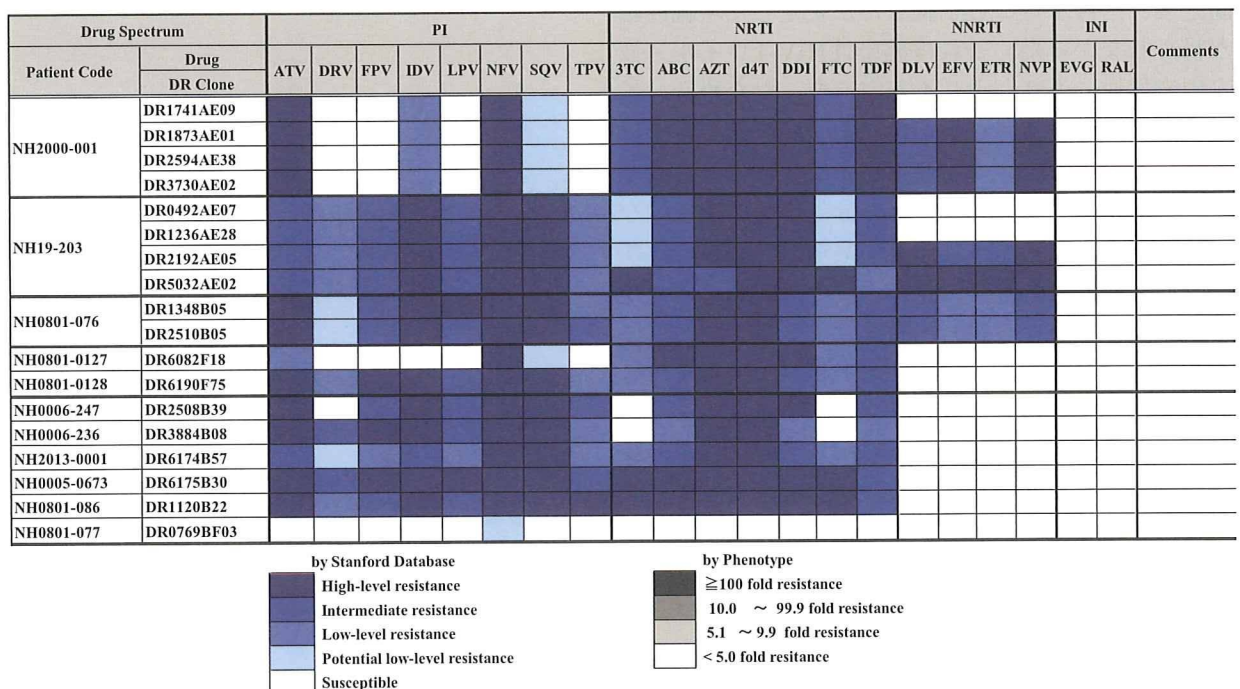 Drug Spectrum PI NRTI NNRTI INI Comments
Patient Code Drug ATV DRV FPV IDV LPV NFV SQV TPV 3TC ABC AZT d4T DDI FTC TDF DLV EFV ETR NVP EVG RAL
DR Clone
NH2000-001 DR1741AE09
DR1873AE01
DR2594AE38
DR3730AE02
NH19-203 DR0492AE07
DR1236AE28
DR2192AE05
DR5032AE02
NH0801-076 DR1348B05
DR2510B05
NH0801-0127 DR6082F18
NH0801-0128 DR6190F75
NH0006-247 DR2508B39
NH0006-236 DR3884B08
NH2013-0001 DR6174B57
NH0005-0673 DR6175B30
NH0801-086 DR1120B22
NH0801-077 DR0769BF03
by Stanford Database
High-level resistance
Intermediate resistance
Low-level resistance
Potential low-level resistance
Susceptible
by Phenotype
≧100 fold resistance
10.0 ~ 99.9 fold resistance
5.1 ~ 9.9 fold resistance
< 5.0 fold resitance